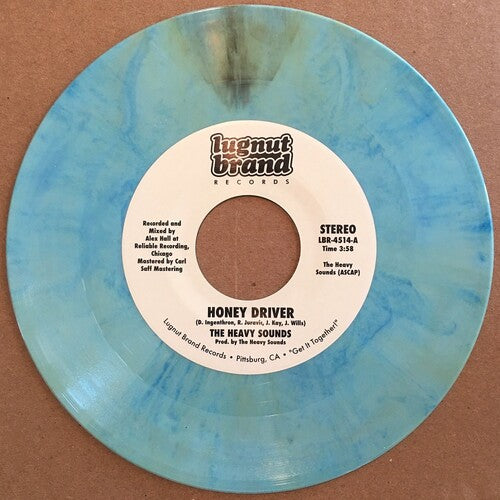 lugnut
brand
RECORDS
Recorded and
Mixed by
Alex Hall at
Reliable Recording,
Chicago
Mastered by Carl
Saff Mastering
STEREO
LBR-4514-A
Time 3:58
The Heavy
Sounds (ASCAP)
HONEY DRIVER
(D. Ingenthron, R. Juravic, J. Kay, J. Wills)
THE HEAVY SOUNDS
Prod. by The Heavy Sounds
Lugnut Brand Records • Pittsburg, CA • "Get It Together!"